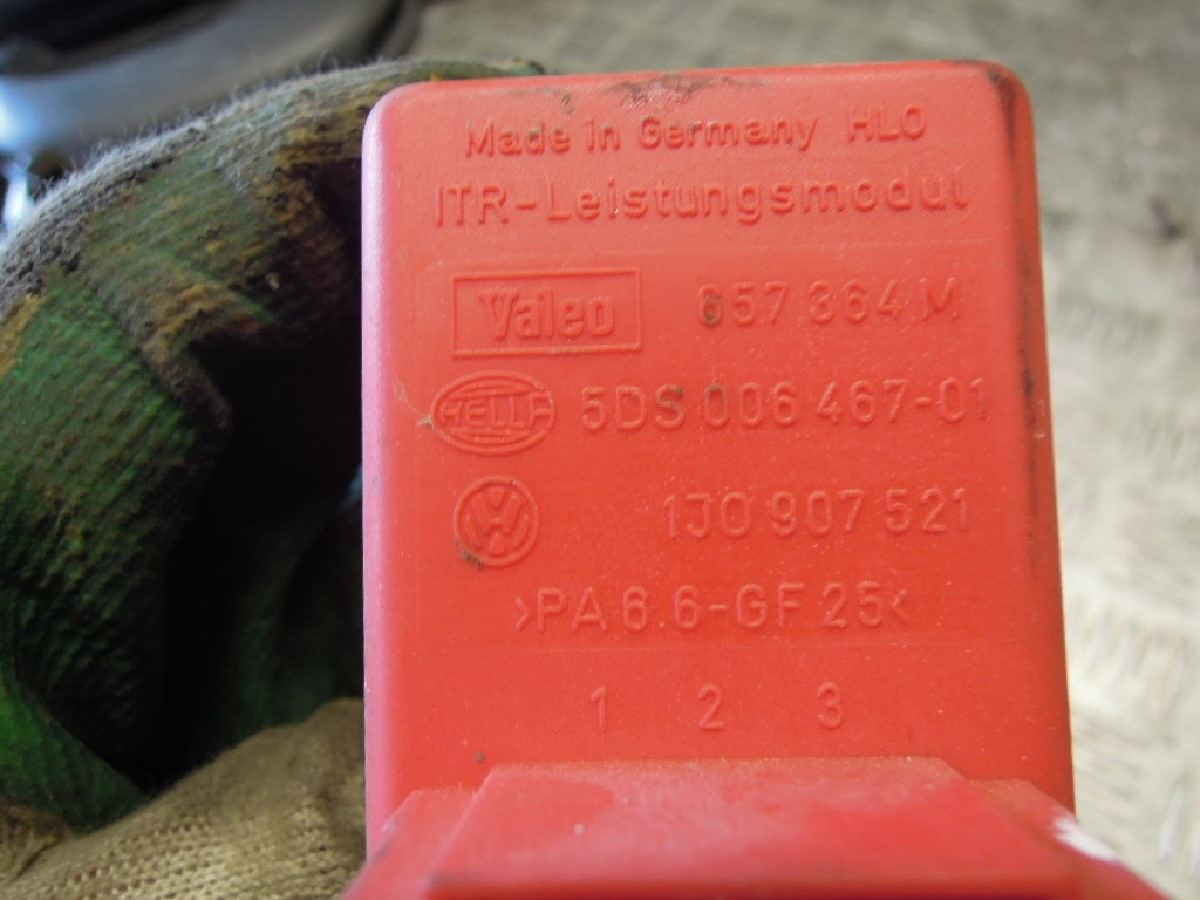 Made in Germany HLO
ITR-Leistungsmodul
Valeo 657 364 M
HELLA 5DS 006 467-01
VW 1J0 907 521
>PA 6.6-GF 25<
1 2 3